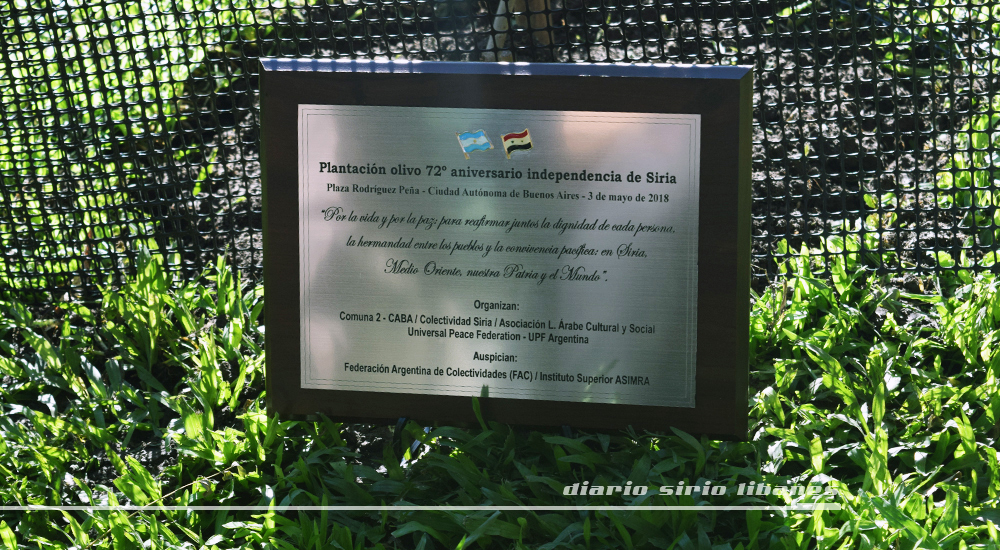 Plantación olivo 72º aniversario independencia de Siria
Plaza Rodríguez Peña - Ciudad Autónoma de Buenos Aires - 3 de mayo de 2018
"Por la vida y por la paz; para reafirmar juntos la dignidad de cada persona,
la hermandad entre los pueblos y la convivencia pacífica: en Siria,
Medio Oriente, nuestra Patria y el Mundo".
Organizan:
Comuna 2 - CABA / Colectividad Siria / Asociación L. Árabe Cultural y Social
Universal Peace Federation - UPF Argentina
Auspician:
Federación Argentina de Colectividades (FAC) / Instituto Superior ASIMRA
diario sirio libanés